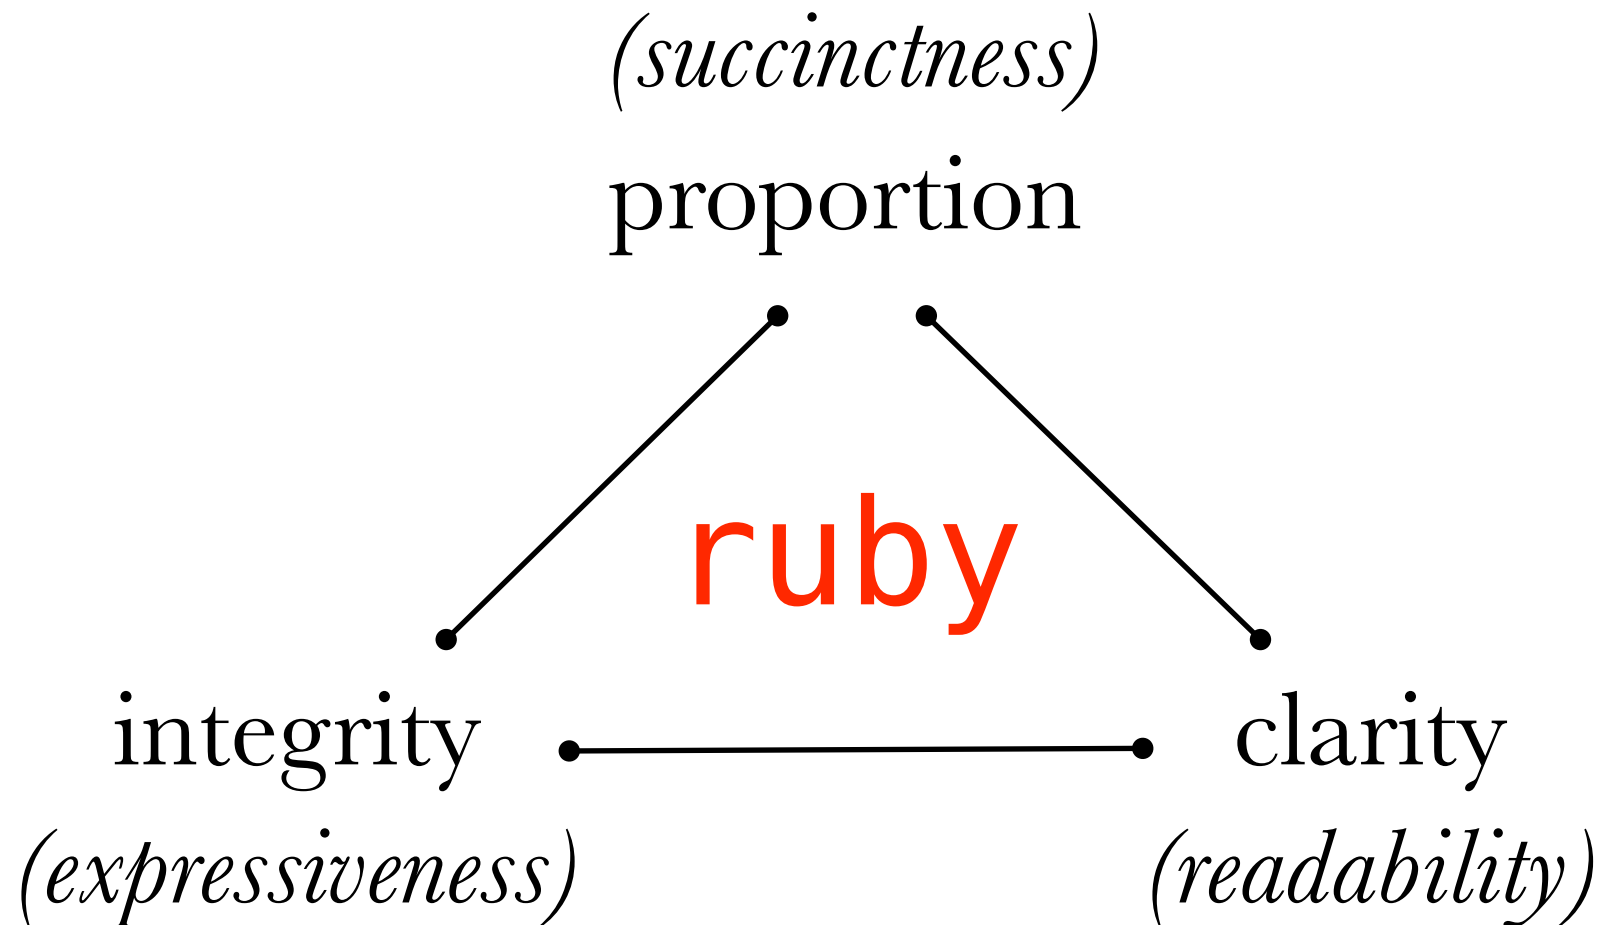 (succinctness)
proportion
ruby
integrity
clarity
(expressiveness)
(readability)